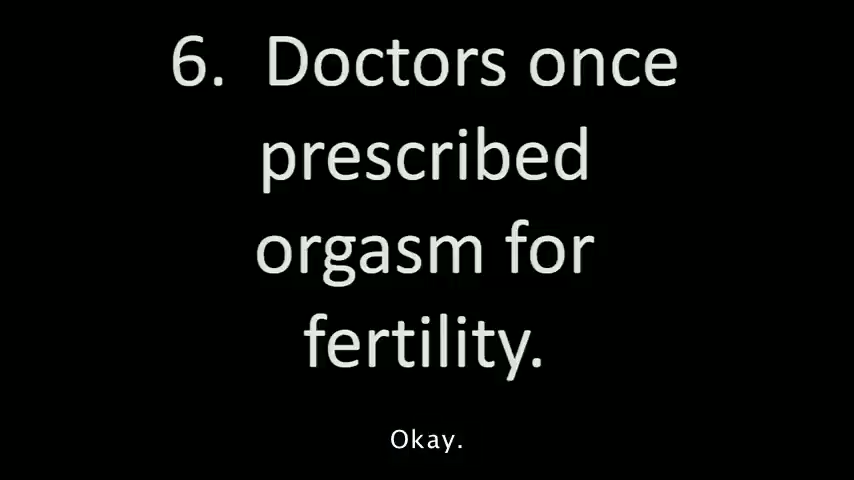 6. Doctors once
prescribed
orgasm for
fertility.
Okay.